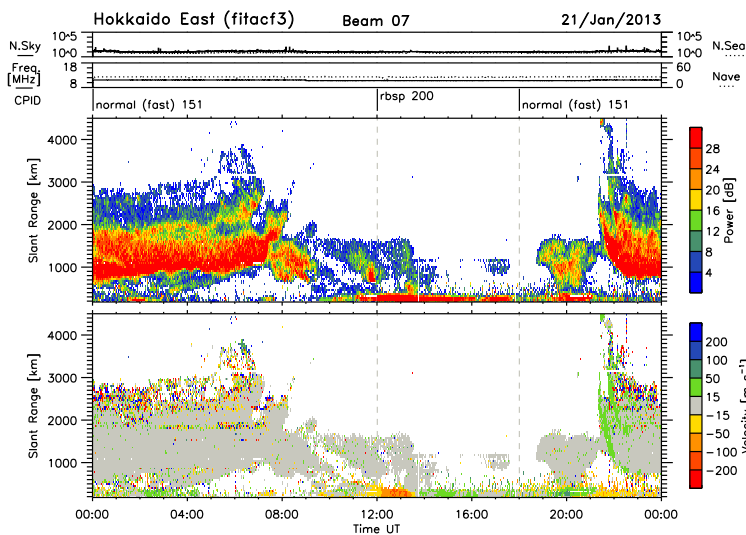 Hokkaido East (fitacf3) Beam 07 21/Jan/2013
N.Sky 10^5 10^0 10^5 10^0 N.Sea
Freq. [MHz] 18 8 60 0 Nave
CPID normal (fast) 151 rbsp 200 normal (fast) 151
Slant Range [km]
4000
3000
2000
1000
28
24
20
16
12
8
4
Power [dB]
Slant Range [km]
4000
3000
2000
1000
200
100
50
15
-15
-50
-100
-200
Velocity [m s^-1]
00:00 04:00 08:00 12:00 16:00 20:00 00:00
Time UT